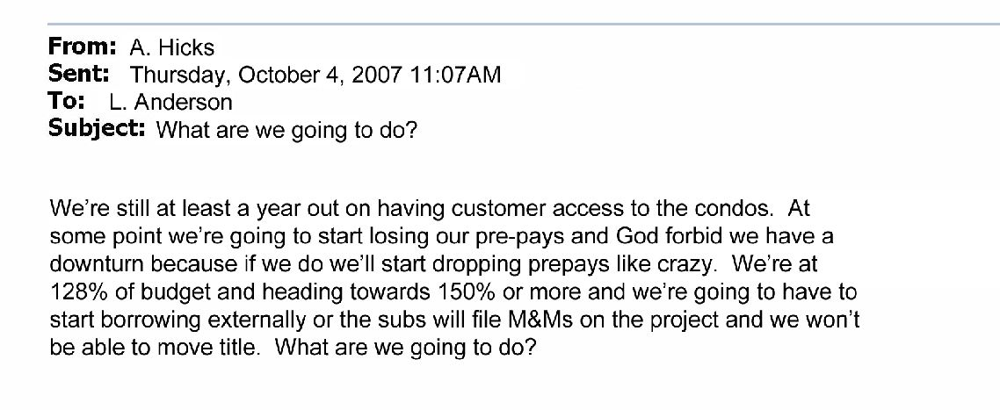 From: A. Hicks
Sent: Thursday, October 4, 2007 11:07AM
To: L. Anderson
Subject: What are we going to do?
We’re still at least a year out on having customer access to the condos.  At
some point we’re going to start losing our pre-pays and God forbid we have a
downturn because if we do we’ll start dropping prepays like crazy.  We’re at
128% of budget and heading towards 150% or more and we’re going to have to
start borrowing externally or the subs will file M&Ms on the project and we won’t
be able to move title.  What are we going to do?